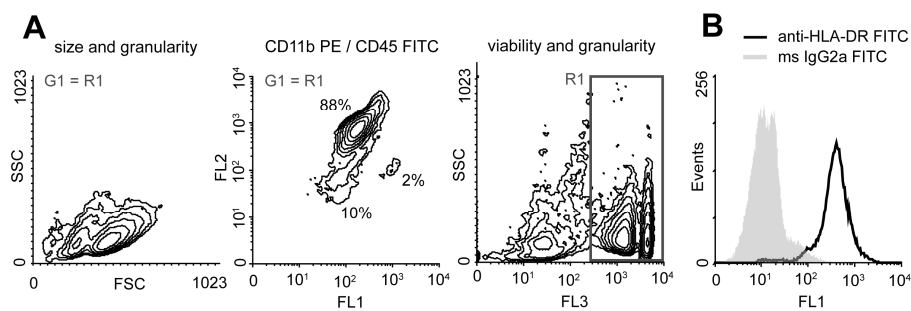 A
size and granularity
G1 = R1
1023
SSC
0
0
FSC
1023
CD11b PE / CD45 FITC
G1 = R1
88%
2%
10%
10⁴
10³
FL2
10²
10¹
0
0
10¹
10²
10³
10⁴
FL1
viability and puremass
R1
1023
SSC
0
0
10¹
10²
10³
10⁴
FL3
B
anti-HLA-DR FITC
ms IgG2a FITC
256
Events
0
0
10¹
10²
10³
10⁴
FL1